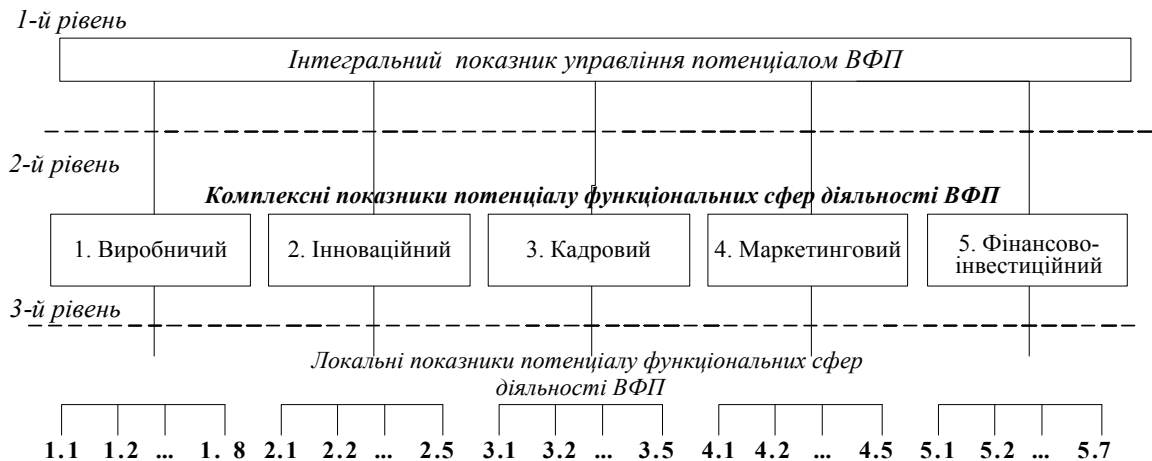 1-й рівень
Інтегральний показник управління потенціалом ВФП
2-й рівень
Комплексні показники потенціалу функціональних сфер діяльності ВФП
1. Виробничий
2. Інноваційний
3. Кадровий
4. Маркетинговий
5. Фінансово-
інвестиційний
3-й рівень
Локальні показники потенціалу функціональних сфер
діяльності ВФП
1.1 1.2 ... 1. 8 2.1 2.2 ... 2.5 3.1 3.2 ... 3.5 4.1 4.2 ... 4.5 5.1 5.2 ... 5.7